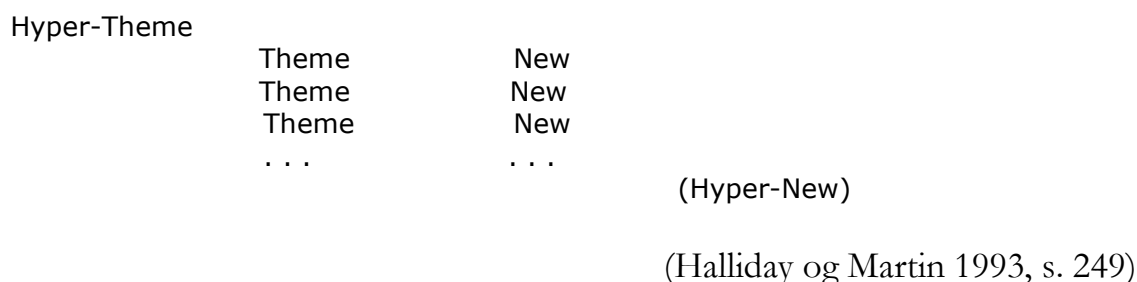 Hyper-Theme
Theme New
Theme New
Theme New
. . . . . .
(Hyper-New)
(Halliday og Martin 1993, s. 249)